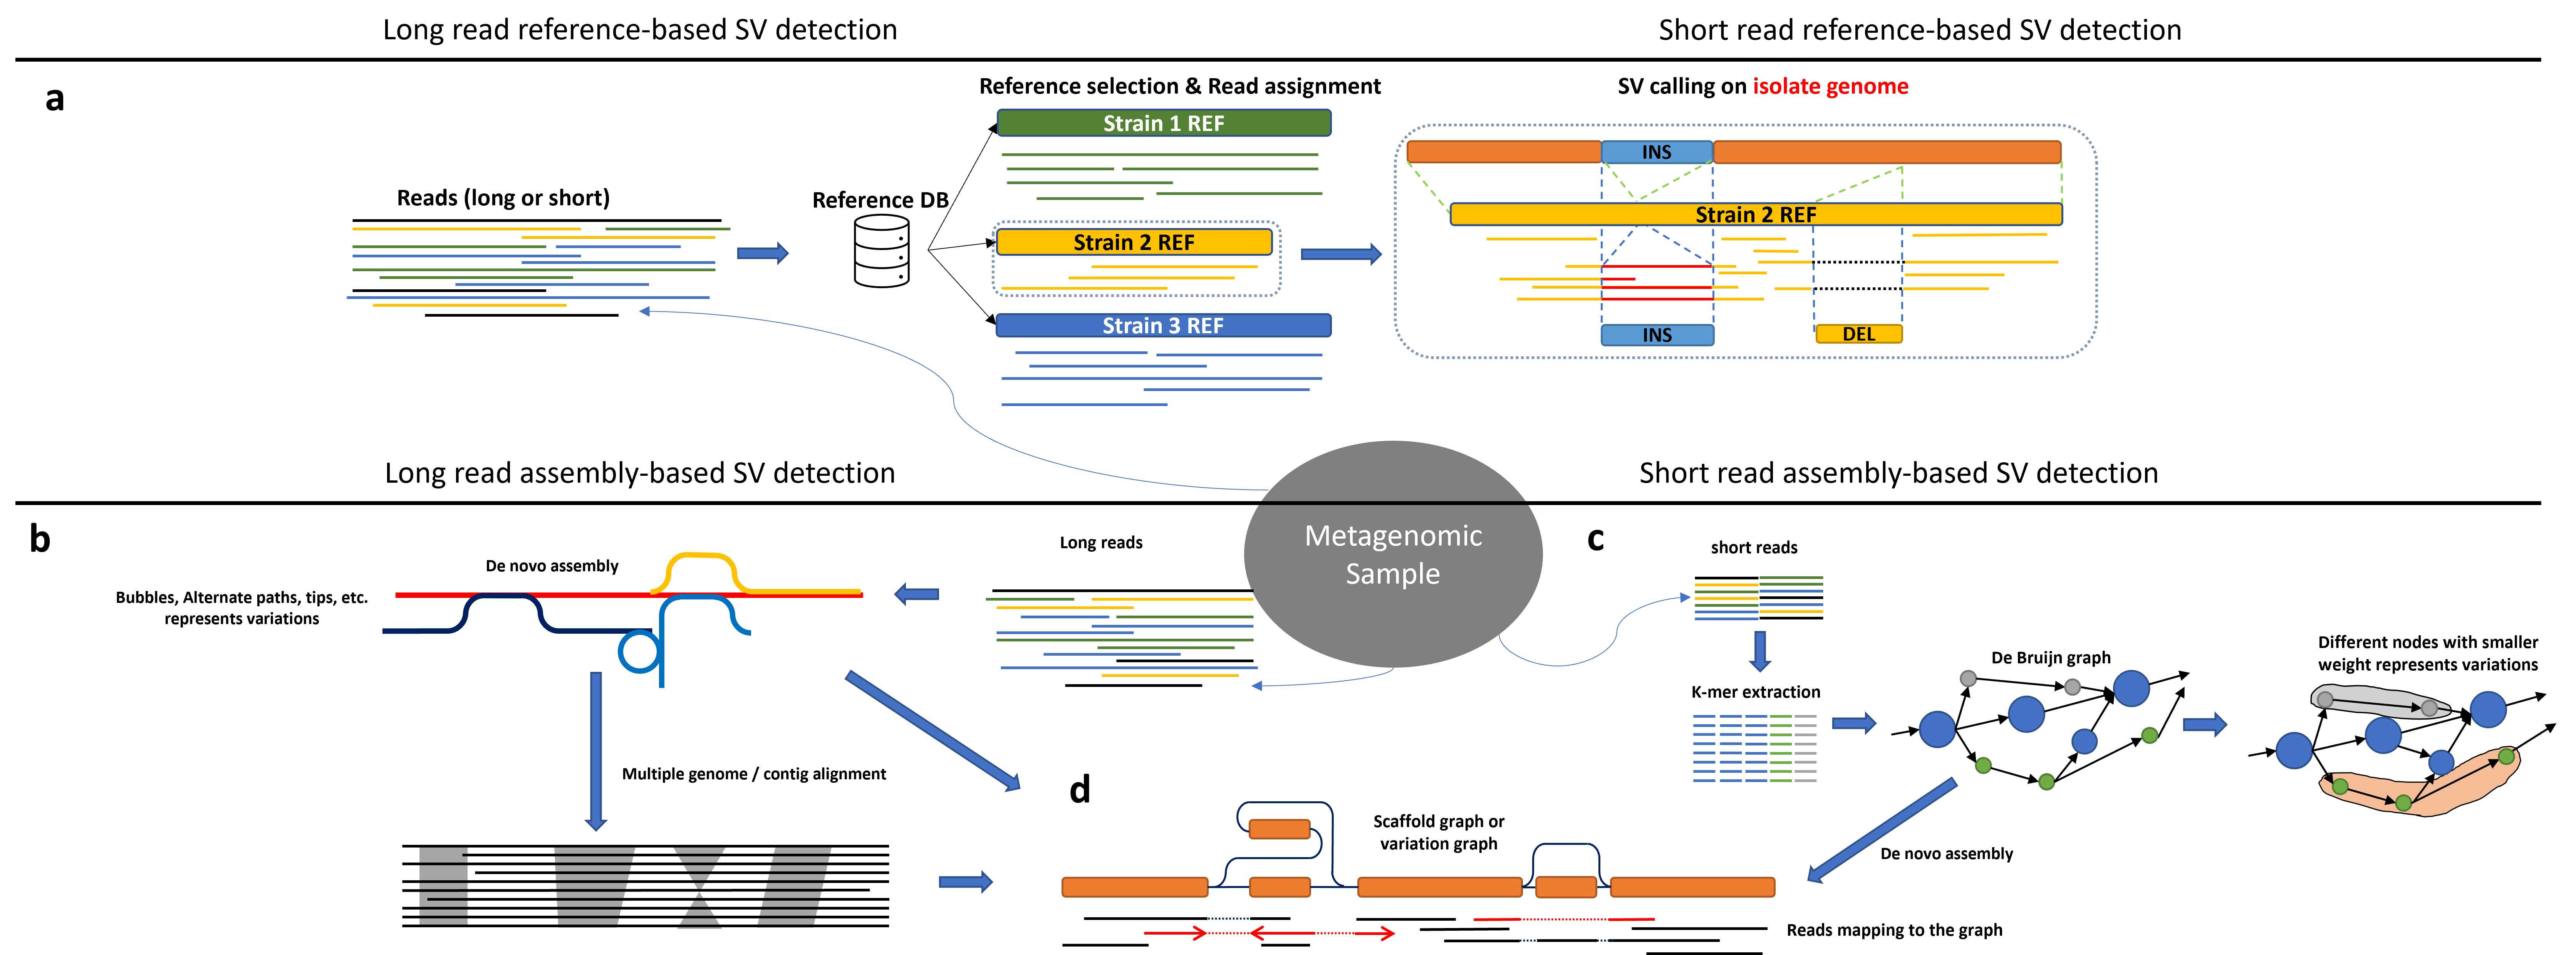 Long read reference-based SV detection
Short read reference-based SV detection
a
Reference selection & Read assignment
SV calling on isolate genome
Strain 1 REF
INS
Reads (long or short)
Reference DB
Strain 2 REF
Strain 2 REF
Strain 3 REF
INS
DEL
Long read assembly-based SV detection
Short read assembly-based SV detection
Metagenomic
Sample
b
De novo assembly
Bubbles, Alternate paths, tips, etc.
represents variations
Long reads
Multiple genome / contig alignment
c
short reads
K-mer extraction
De Bruijn graph
Different nodes with smaller
weight represents variations
De novo assembly
d
Scaffold graph or
variation graph
Reads mapping to the graph